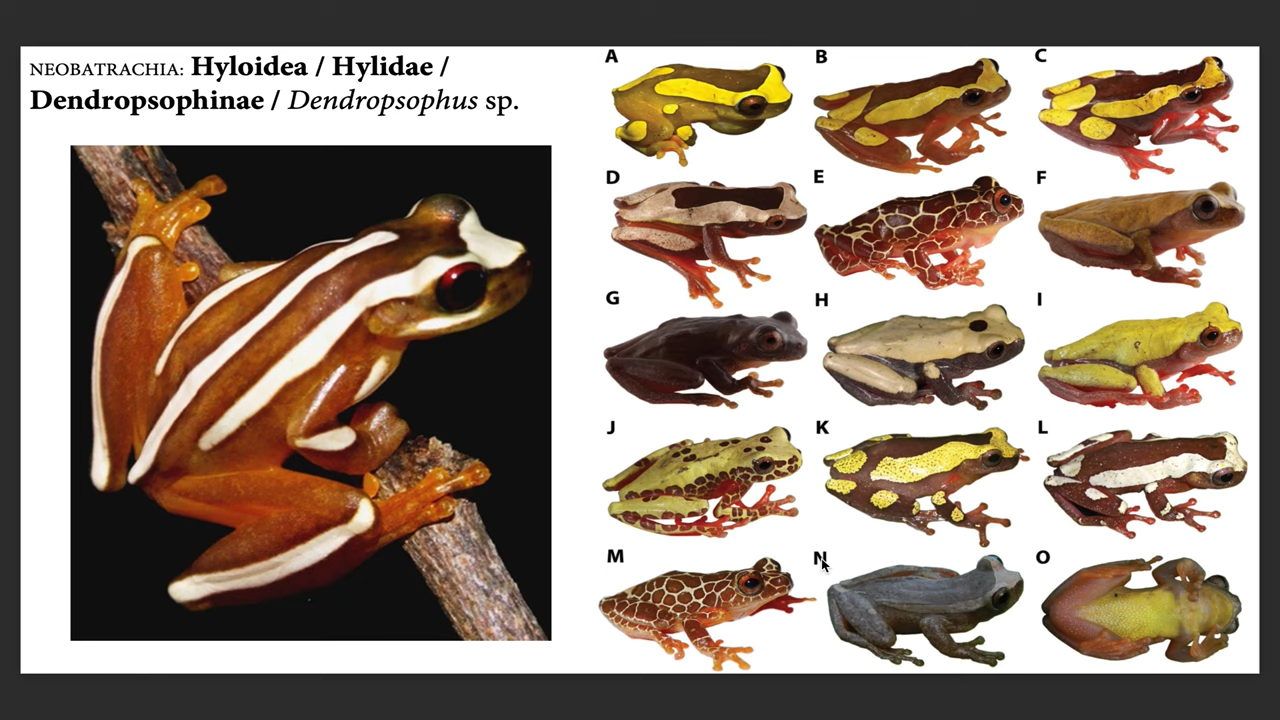 NEOBATRACHIA: Hyloidea / Hylidae /
Dendropsophinae / Dendropsophus sp.
A B C
D E F
G H I
J K L
M N O